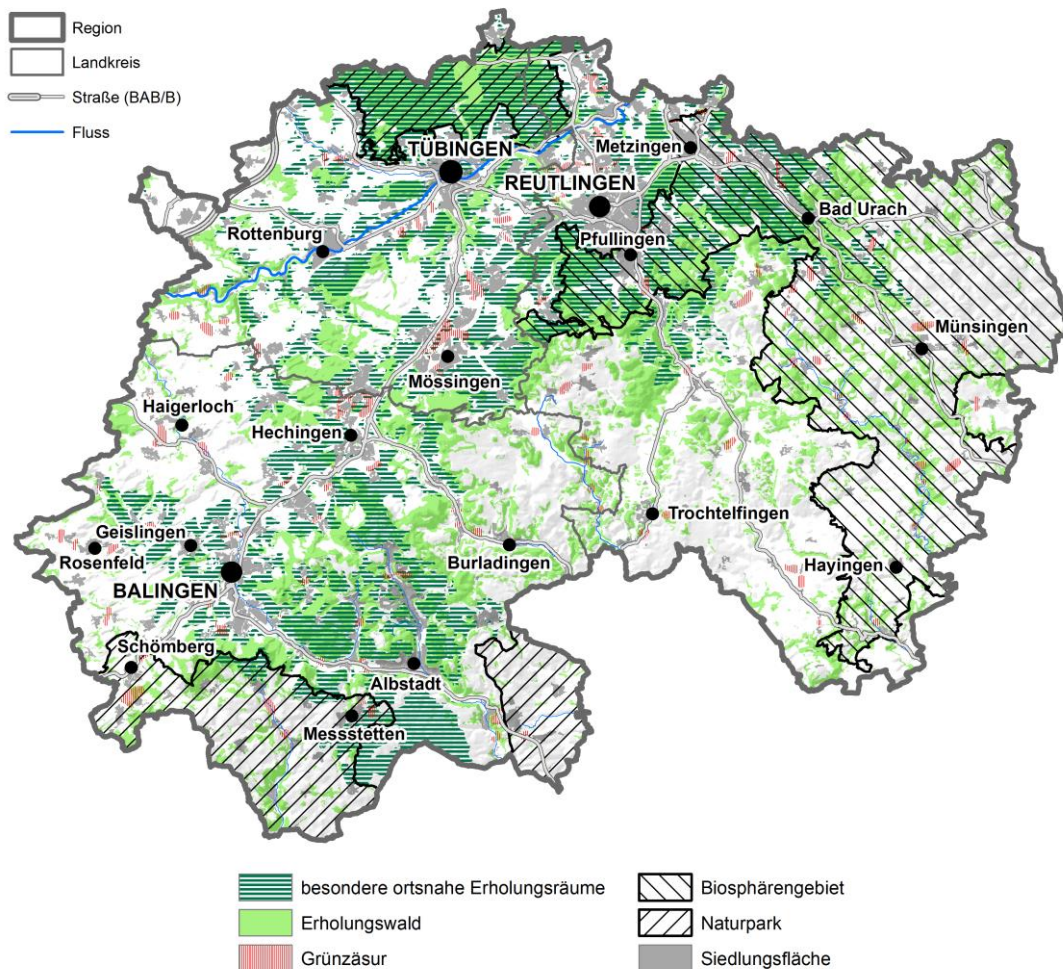 Region
Landkreis
Straße (BAB/B)
Fluss
TÜBINGEN
Metzingen
REUTLINGEN
Bad Urach
Rottenburg
Pfullingen
Münsingen
Mössingen
Haigerloch
Hechingen
Trochtelfingen
Geislingen
Rosenfeld
Burladingen
Hayingen
BALINGEN
Schömberg
Albstadt
Messstetten
besondere ortsnahe Erholungsräume
Biosphärengebiet
Erholungswald
Naturpark
Grünzäsur
Siedlungsfläche